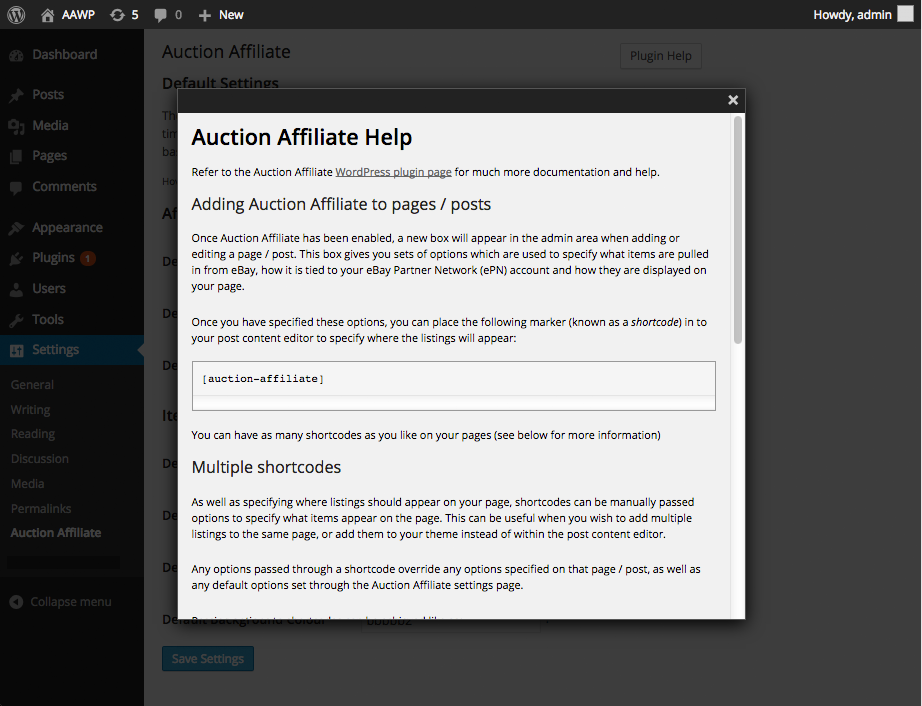 AAWP 5 0 New Howdy, admin
Dashboard
Posts
Media
Pages
Comments
Appearance
Plugins 1
Users
Tools
Settings
General
Writing
Reading
Discussion
Media
Permalinks
Auction Affiliate
Collapse menu
Auction Affiliate
Plugin Help
Default Settings
Auction Affiliate Help
Refer to the Auction Affiliate WordPress plugin page for much more documentation and help.
Adding Auction Affiliate to pages / posts
Once Auction Affiliate has been enabled, a new box will appear in the admin area when adding or
editing a page / post. This box gives you sets of options which are used to specify what items are pulled
in from eBay, how it is tied to your eBay Partner Network (ePN) account and how they are displayed on
your page.
Once you have specified these options, you can place the following marker (known as a shortcode) in to
your post content editor to specify where the listings will appear:
[auction-affiliate]
You can have as many shortcodes as you like on your pages (see below for more information)
Multiple shortcodes
As well as specifying where listings should appear on your page, shortcodes can be manually passed
options to specify what items appear on the page. This can be useful when you wish to add multiple
listings to the same page, or add them to your theme instead of within the post content editor.
Any options passed through a shortcode override any options specified on that page / post, as well as
any default options set through the Auction Affiliate settings page.
Save Settings